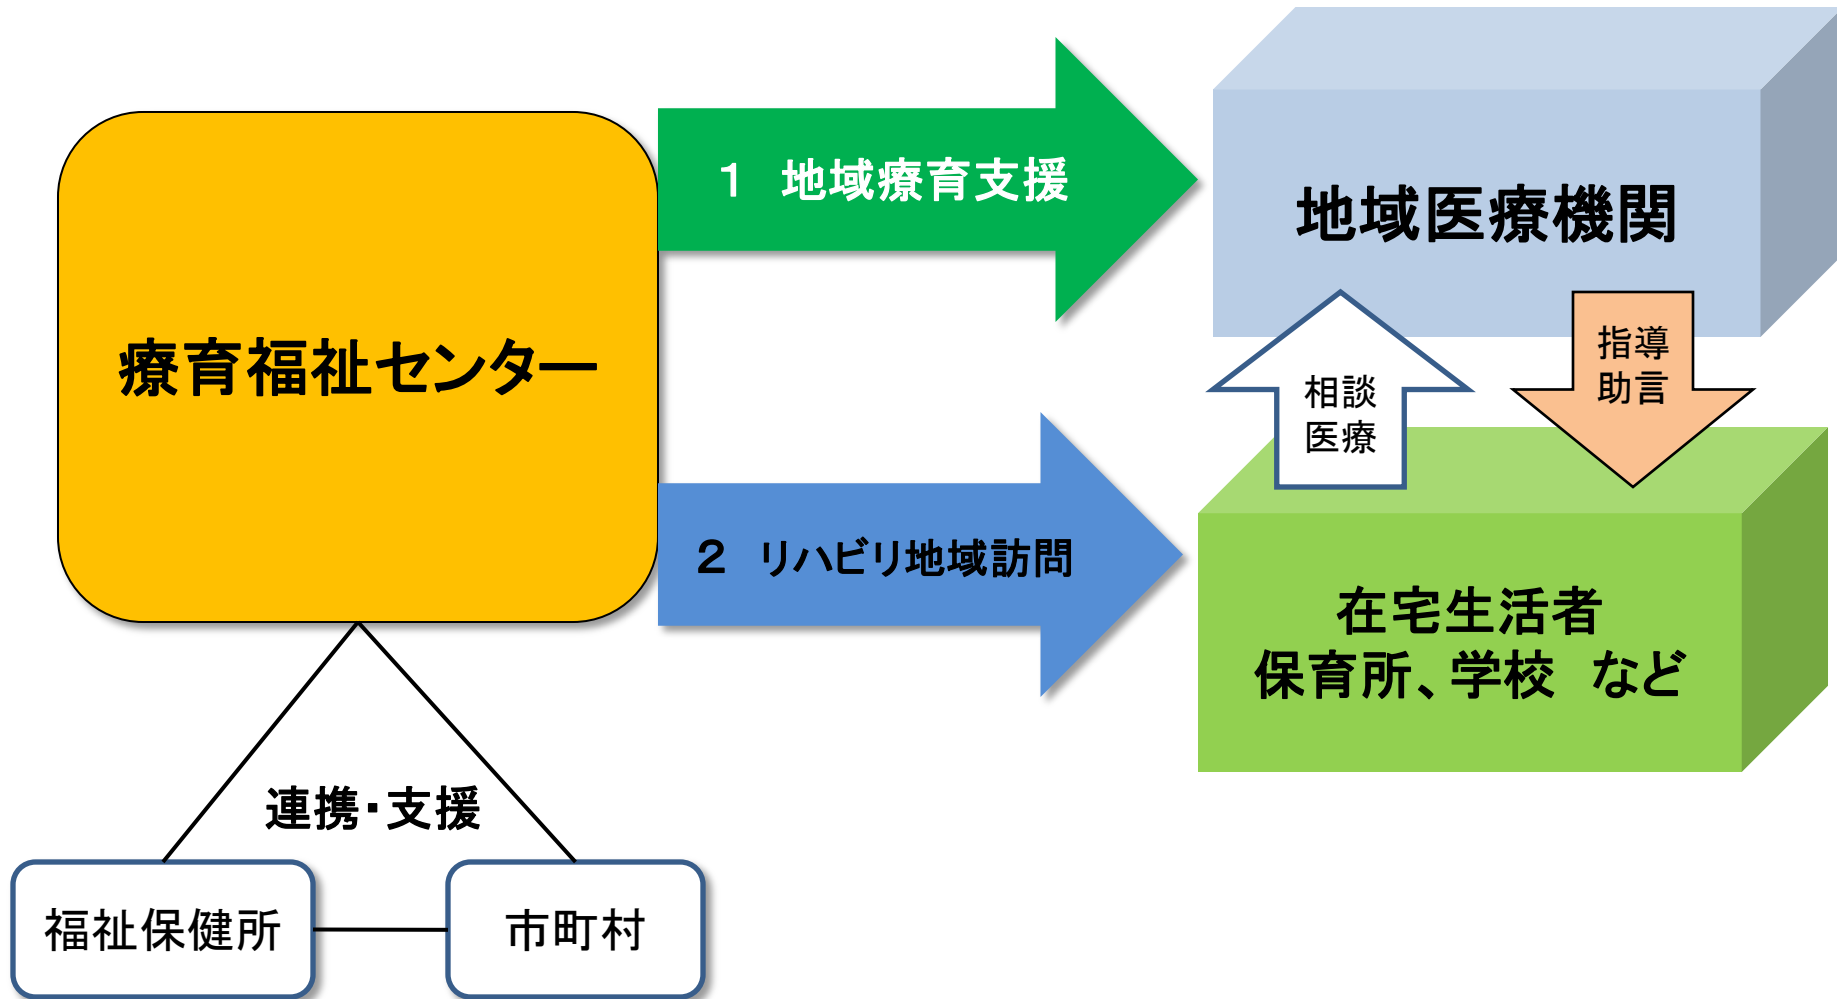 １　地域療育支援
地域医療機関
療育福祉センター
指導
助言
相談
医療
２　リハビリ地域訪問
在宅生活者
保育所、学校　など
連携・支援
福祉保健所
市町村